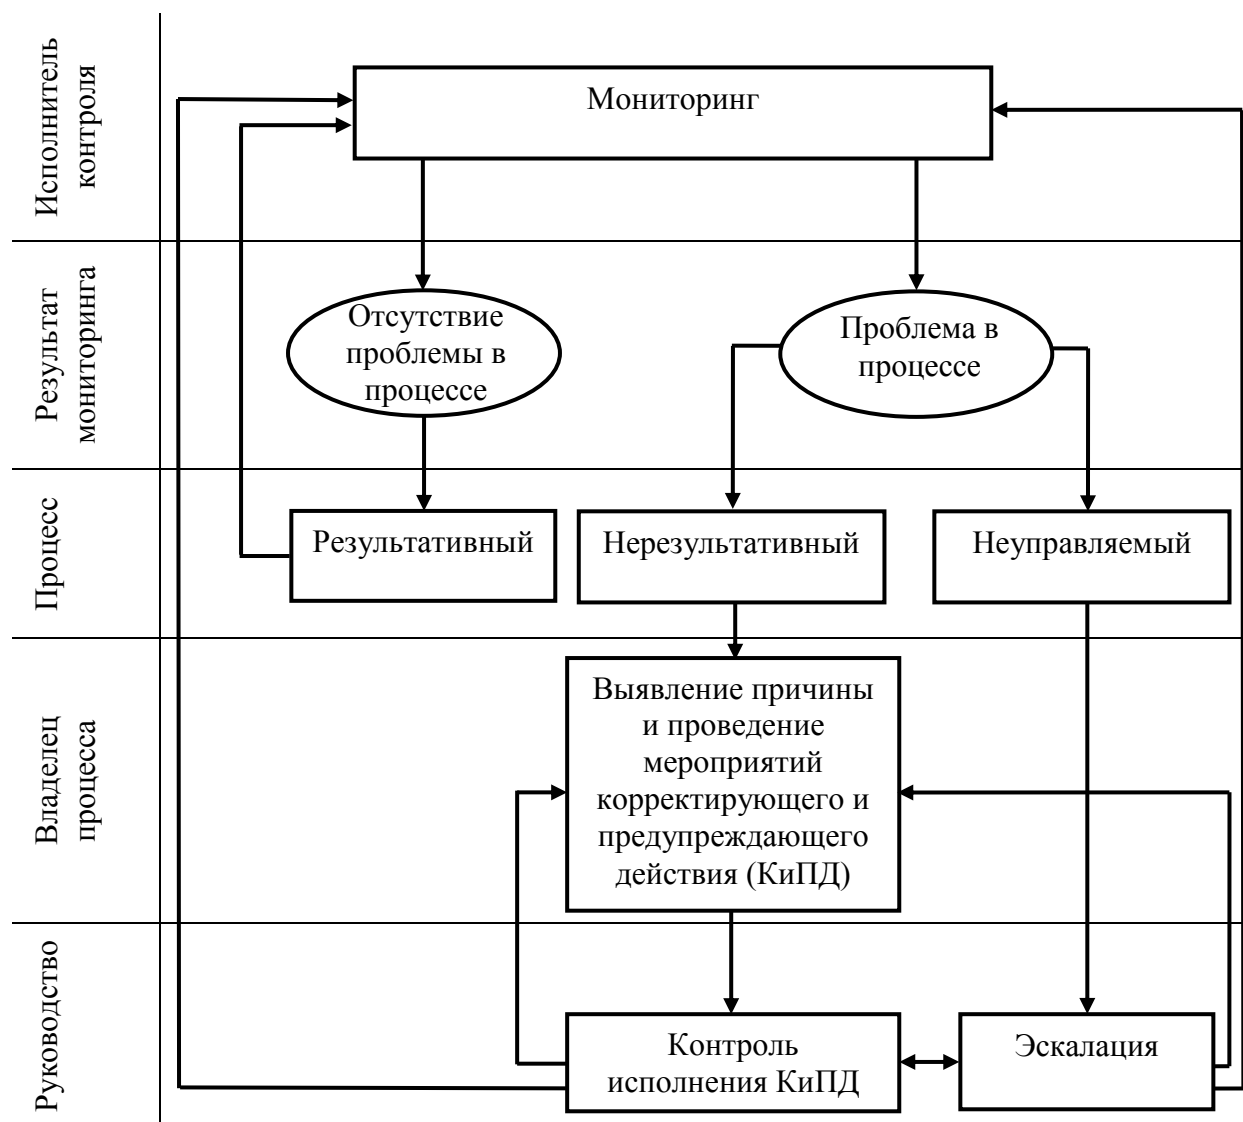 Исполнитель
контроля
Мониторинг
Результат
мониторинга
Отсутствие
проблемы в
процессе
Проблема в
процессе
Процесс
Результативный
Нерезультативный
Неуправляемый
Владелец
процесса
Выявление причины
и проведение
мероприятий
корректирующего и
предупреждающего
действия (КиПД)
Руководство
Контроль
исполнения КиПД
Эскалация